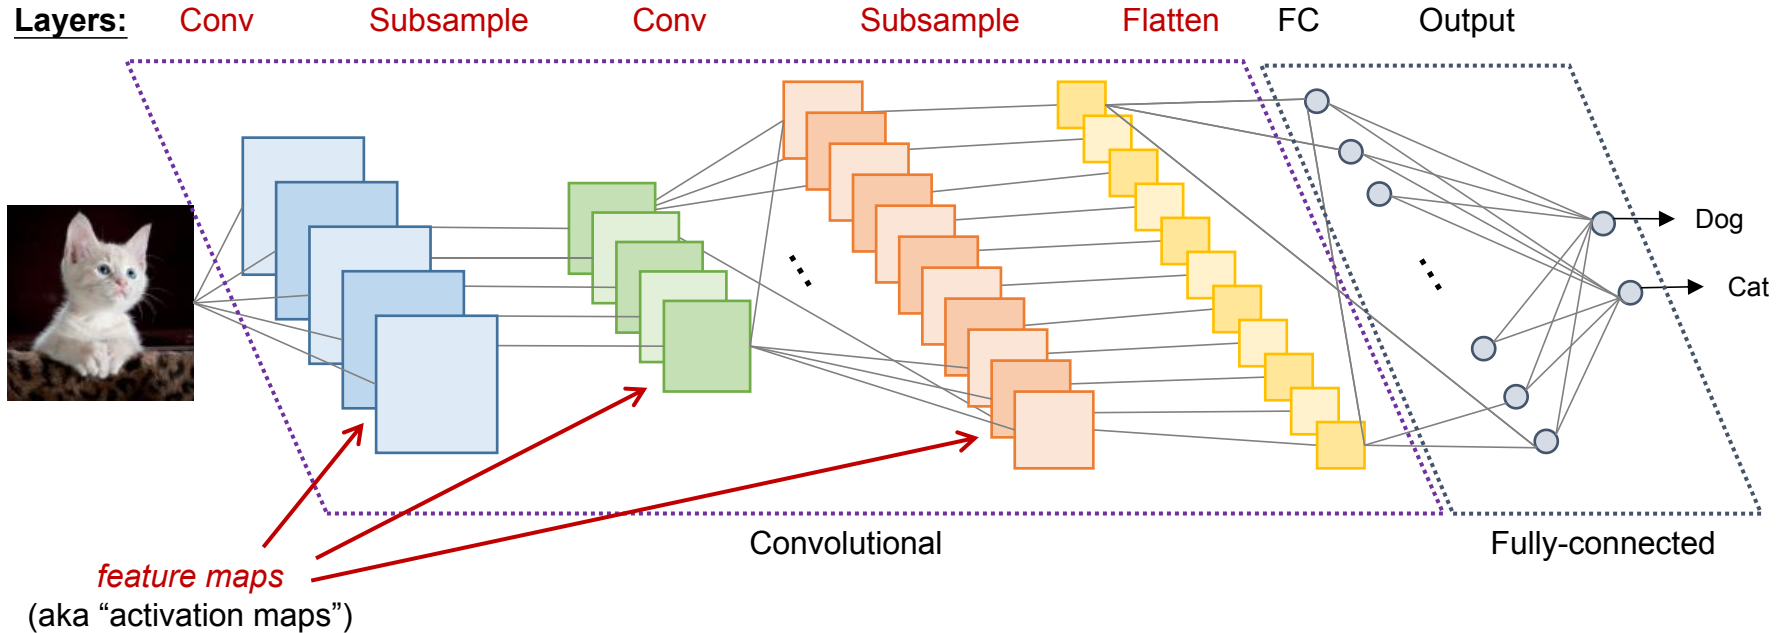 Layers: Conv Subsample Conv Subsample Flatten FC Output
Dog
Cat
Convolutional Fully-connected
feature maps
(aka “activation maps”)